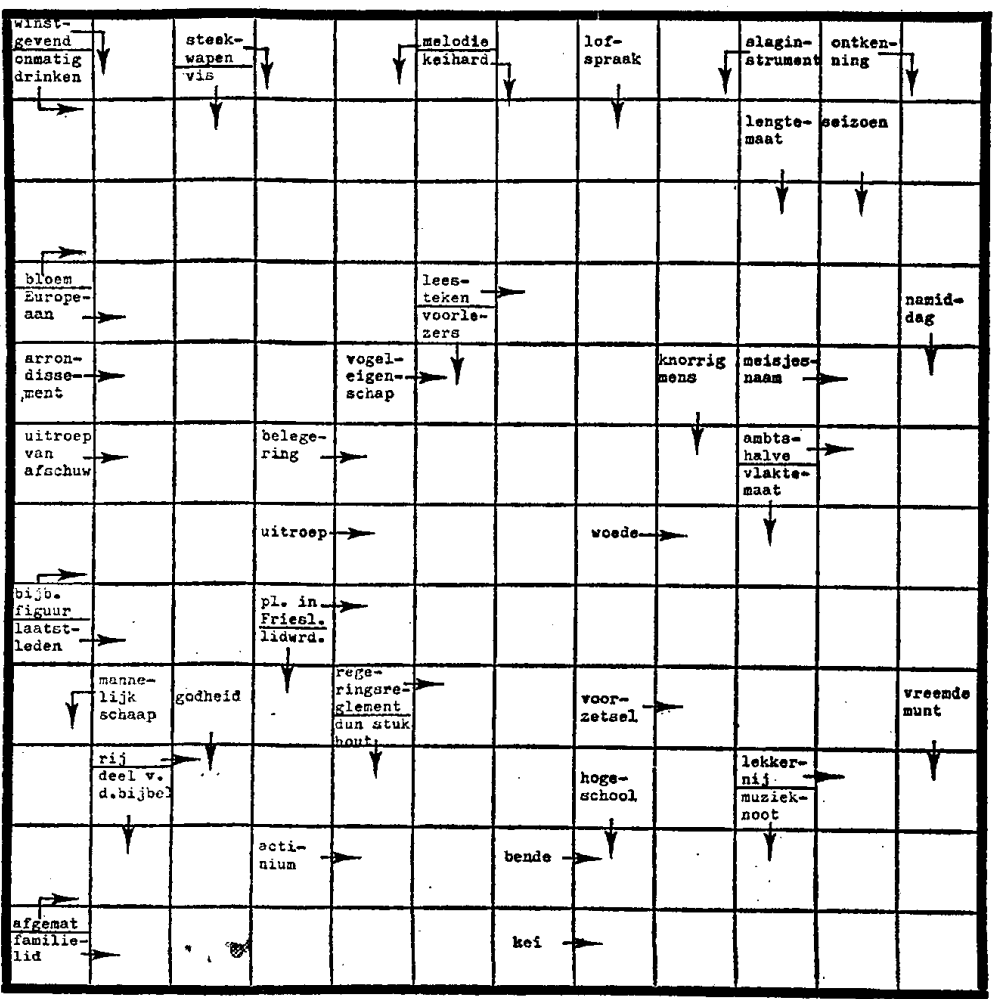 winst-
gevend
onmatig
drinken
steek-
wapen
vis
melodie
keihard
lof-
spraak
slagin-
strument
ontken-
ning
lengte-
maat
seizoen
bloem
Europe-
aan
lees-
teken
voorle-
zers
namid-
dag
arron-
disse-
ment
vogel-
eigen-
schap
knorrig
mens
meisjes-
naam
uitroep
van
afschuw
belege-
ring
ambts-
halve
vlakte-
maat
uitroep
woede
bijb.
figuur
laatst-
leden
pl. in
Friesl.
lidwrd.
manne-
lijk
schaap
godheid
rege-
ringsre-
glement
dun stuk
hout
voor-
zetsel
vreemde
munt
rij
deel v.
d.bijbel
hoge-
school
lekker-
nij
muziek-
noot
acti-
nium
bende
afgemat
familie-
lid
kei